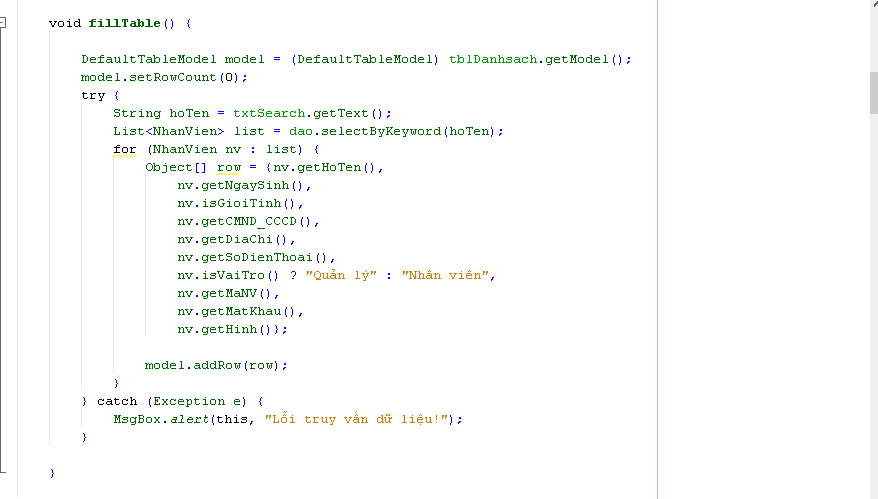 void fillTable() {
DefaultTableModel model = (DefaultTableModel) tblDanhsach.getModel();
model.setRowCount(0);
try {
String hoTen = txtSearch.getText();
List<NhanVien> list = dao.selectByKeyword(hoTen);
for (NhanVien nv : list) {
Object[] row = {nv.getHoTen(),
nv.getNgaySinh(),
nv.isGioiTinh(),
nv.getCMND_CCCD(),
nv.getDiaChi(),
nv.getSoDienThoai(),
nv.isVaiTro() ? "Quản lý" : "Nhân viên",
nv.getMaNV(),
nv.getMatKhau(),
nv.getHinh()};
model.addRow(row);
}
} catch (Exception e) {
MsgBox.alert(this, "Lỗi truy vấn dữ liệu!");
}
}